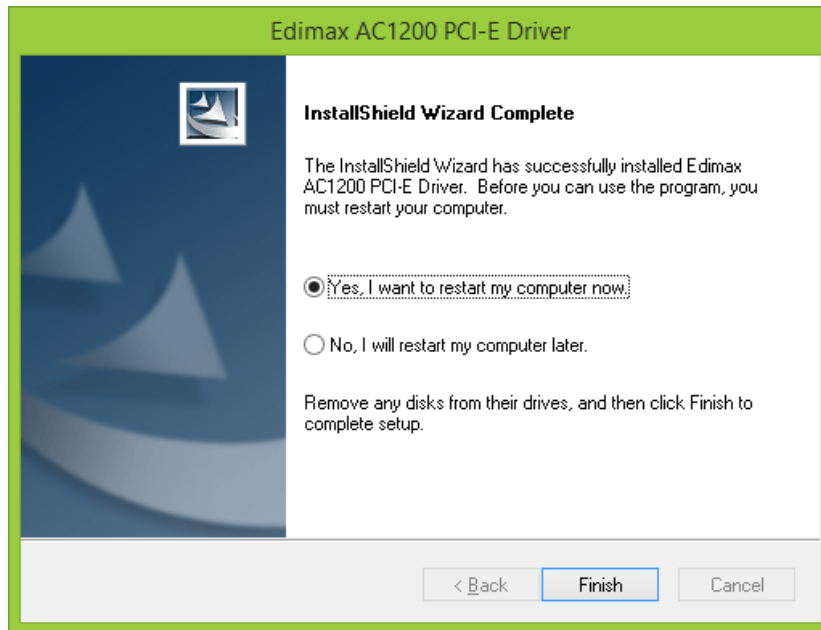 Edimax AC1200 PCI-E Driver
InstallShield Wizard Complete
The InstallShield Wizard has successfully installed Edimax
AC1200 PCI-E Driver.  Before you can use the program, you
must restart your computer.
Yes, I want to restart my computer now.
No, I will restart my computer later.
Remove any disks from their drives, and then click Finish to
complete setup.
< Back
Finish
Cancel